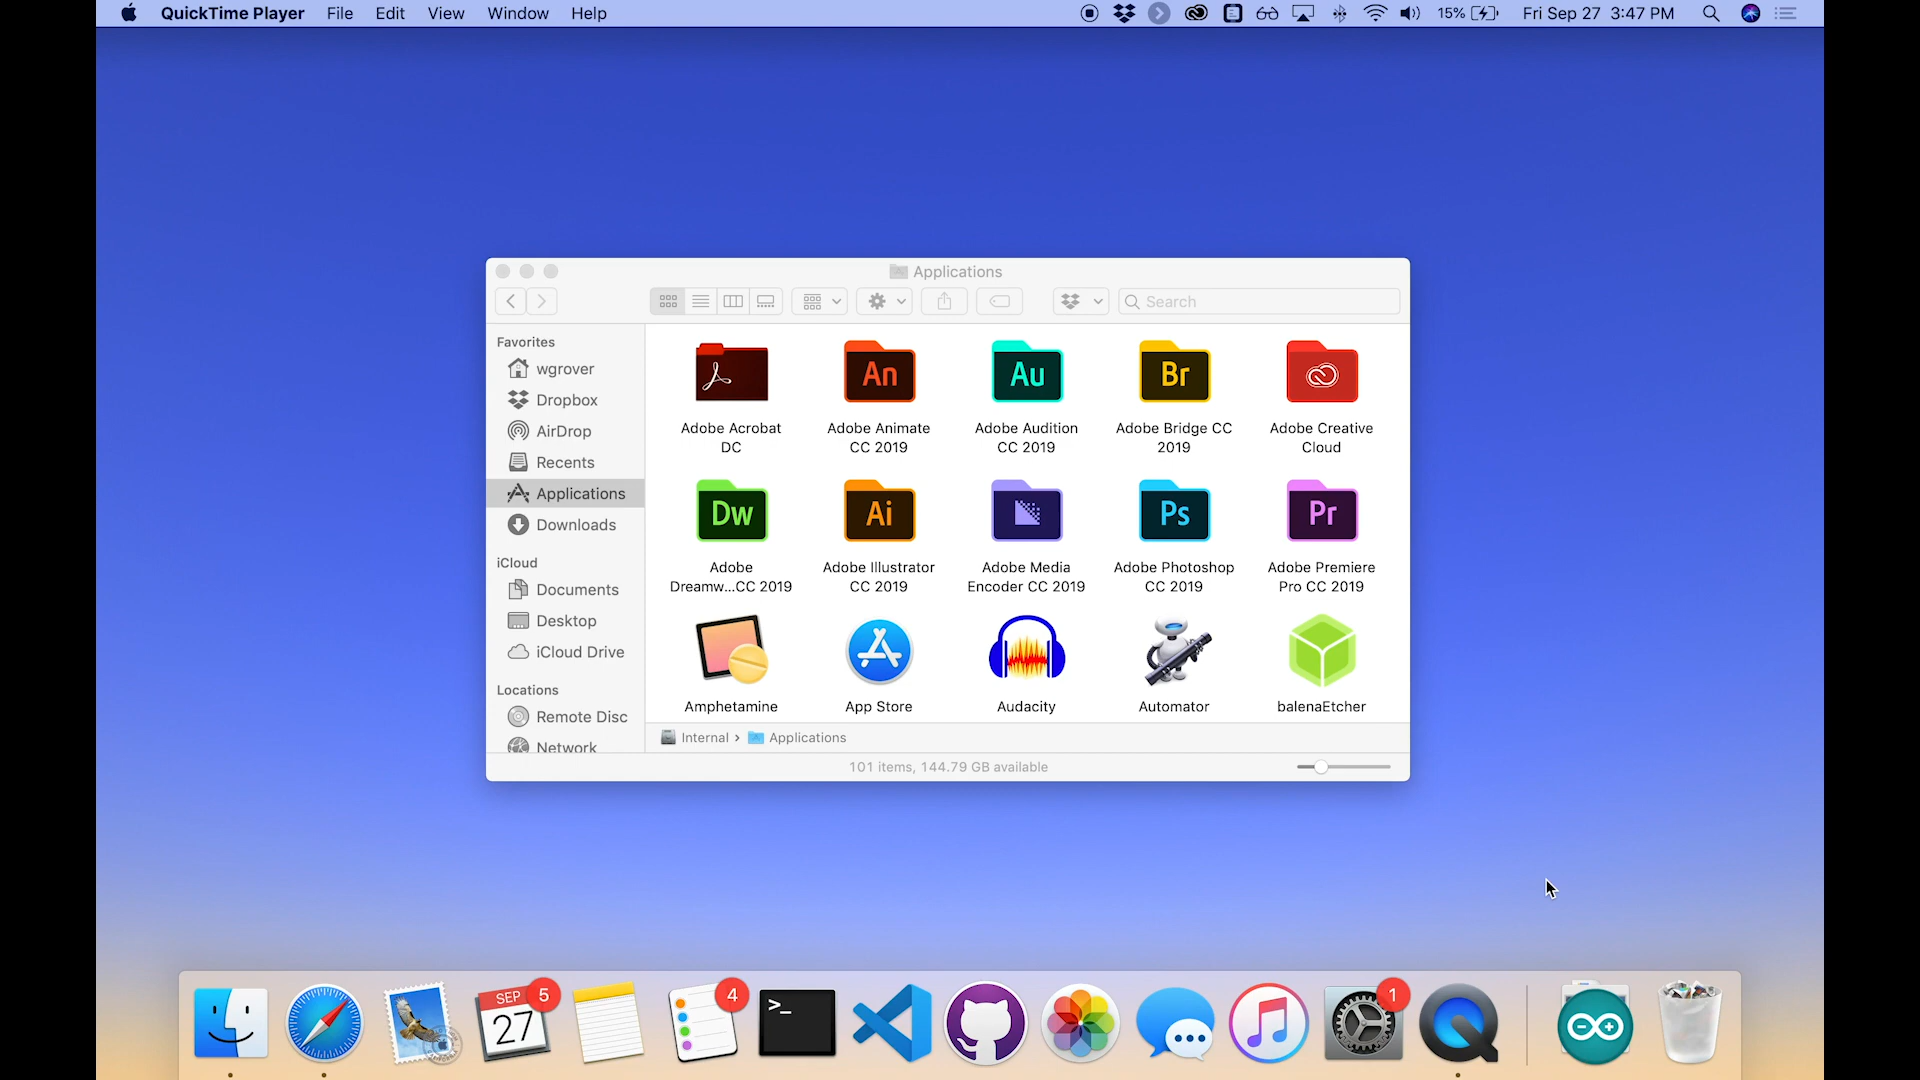 QuickTime Player File Edit View Window Help 15% Fri Sep 27 3:47 PM
Applications
Search
Favorites
wgrover
Dropbox
AirDrop
Recents
Applications
Downloads
iCloud
Documents
Desktop
iCloud Drive
Locations
Remote Disc
Network
An Au Br
Adobe Acrobat
DC
Adobe Animate
CC 2019
Adobe Audition
CC 2019
Adobe Bridge CC
2019
Adobe Creative
Cloud
Dw Ai Ps Pr
Adobe
Dreamw...CC 2019
Adobe Illustrator
CC 2019
Adobe Media
Encoder CC 2019
Adobe Photoshop
CC 2019
Adobe Premiere
Pro CC 2019
Amphetamine
App Store
Audacity
Automator
balenaEtcher
Internal › Applications
101 items, 144.79 GB available
SEP 5
27
4
>_
1